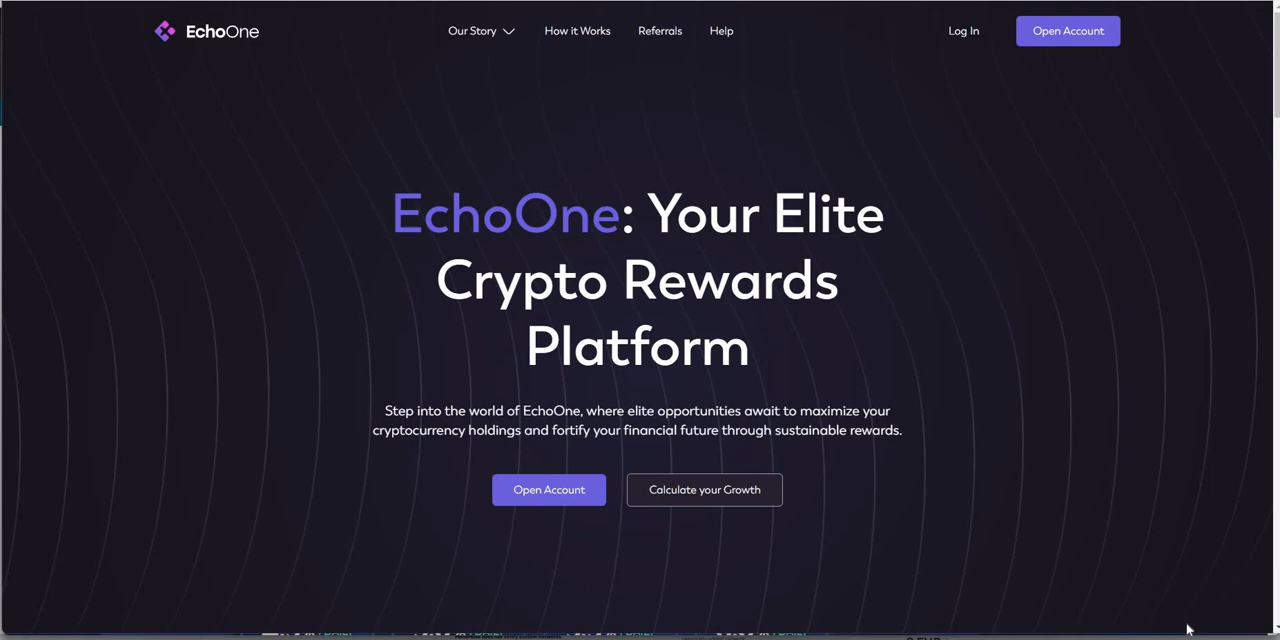 EchoOne
Our Story
How it Works
Referrals
Help
Log In
Open Account
EchoOne: Your Elite
Crypto Rewards
Platform
Step into the world of EchoOne, where elite opportunities await to maximize your
cryptocurrency holdings and fortify your financial future through sustainable rewards.
Open Account
Calculate your Growth